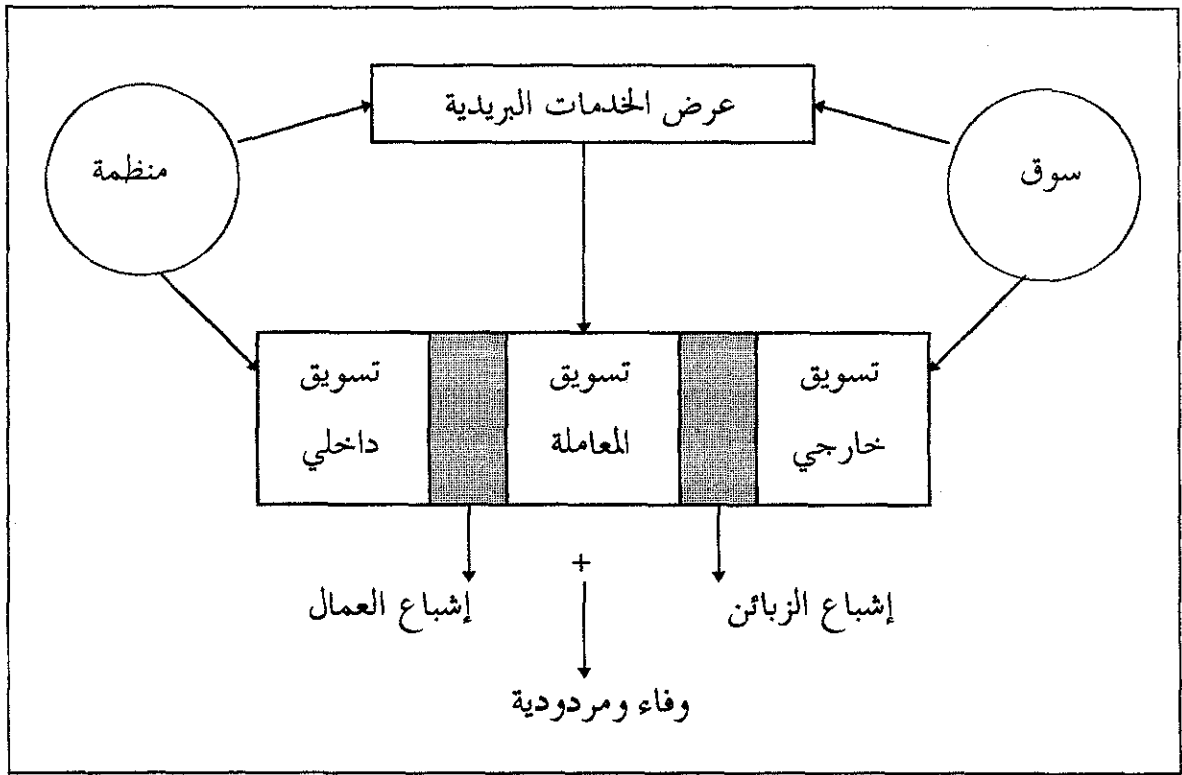 عرض الخدمات البريدية
سوق
منظمة
تسويق
خارجي
تسويق
المعاملة
تسويق
داخلي
+
إشباع الزبائن
إشباع العمال
وفاء ومردودية